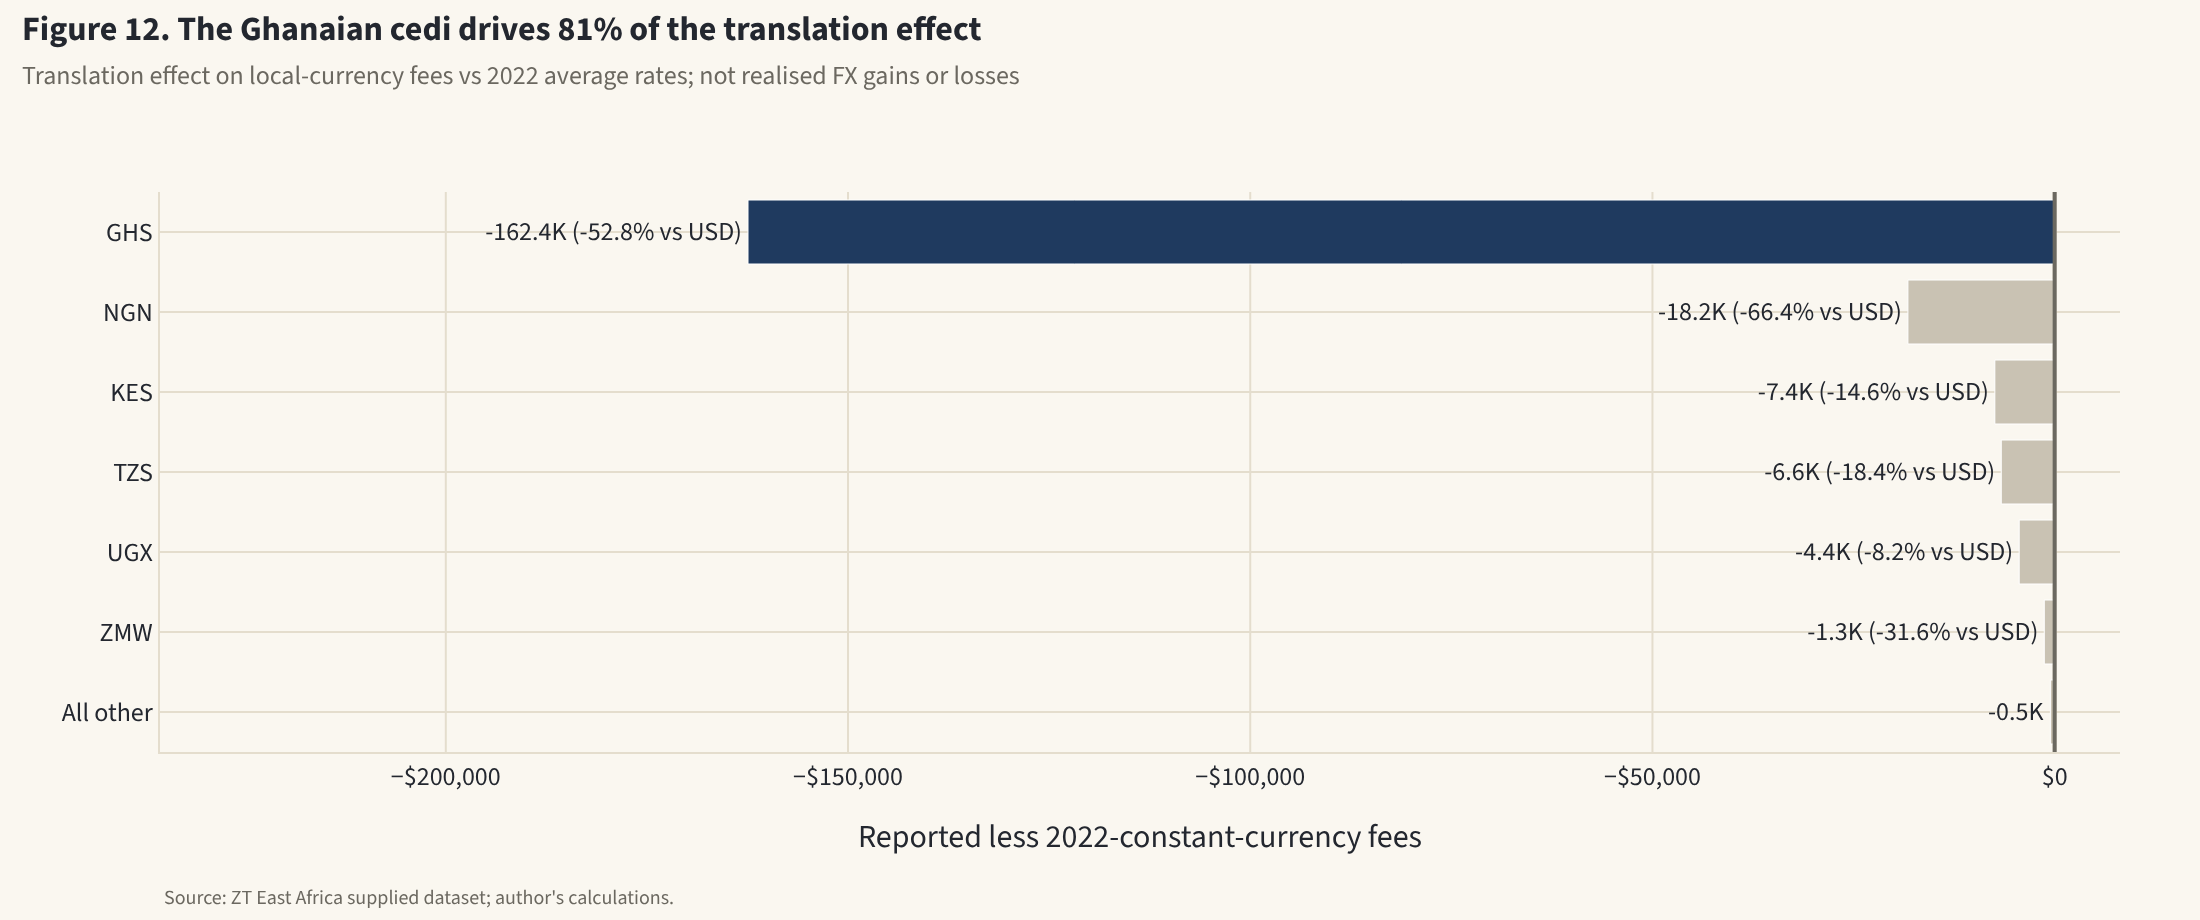 Figure 12. The Ghanaian cedi drives 81% of the translation effect
Translation effect on local-currency fees vs 2022 average rates; not realised FX gains or losses
GHS -162.4K (-52.8% vs USD)
NGN -18.2K (-66.4% vs USD)
KES -7.4K (-14.6% vs USD)
TZS -6.6K (-18.4% vs USD)
UGX -4.4K (-8.2% vs USD)
ZMW -1.3K (-31.6% vs USD)
All other -0.5K
−$200,000 −$150,000 −$100,000 −$50,000 $0
Reported less 2022-constant-currency fees
Source: ZT East Africa supplied dataset; author's calculations.